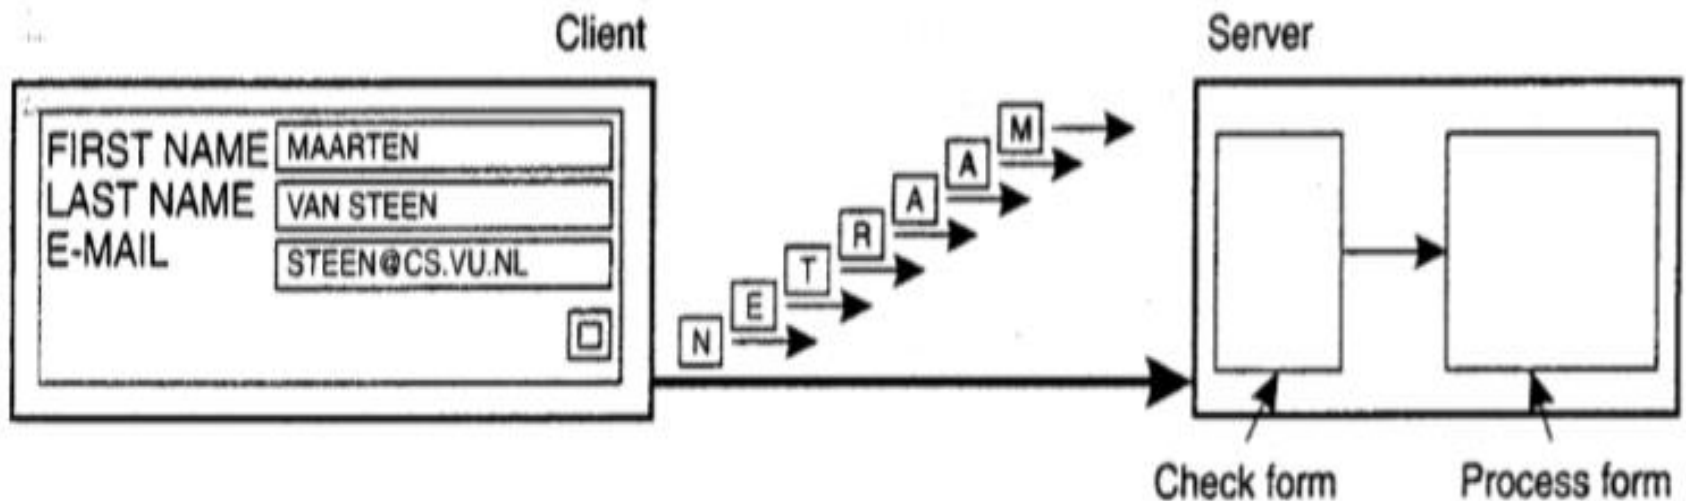 Client
Server
FIRST NAME MAARTEN
LAST NAME VAN STEEN
E-MAIL STEEN@CS.VU.NL
N E T R A A M
Check form
Process form